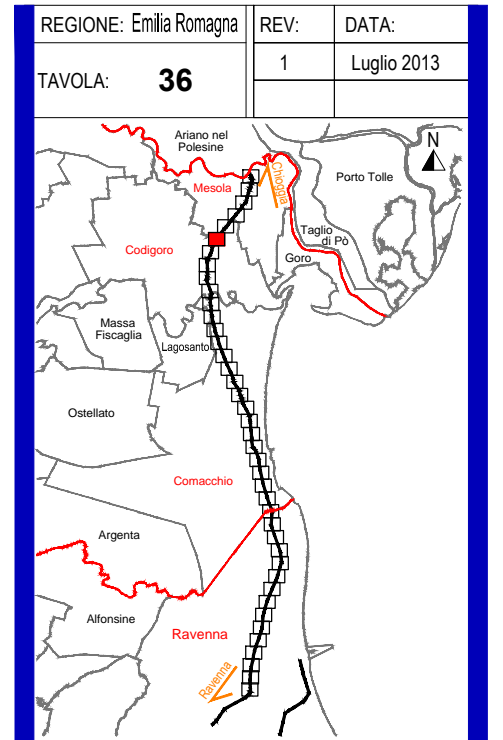 REGIONE: Emilia Romagna
REV:
DATA:
TAVOLA: 36
1
Luglio 2013
Ariano nel
Polesine
N
Mesola
Chioggia
Porto Tolle
Taglio
di Pò
Codigoro
Goro
Massa
Fiscaglia
Lagosanto
Ostellato
Comacchio
Argenta
Alfonsine
Ravenna
Ravenna